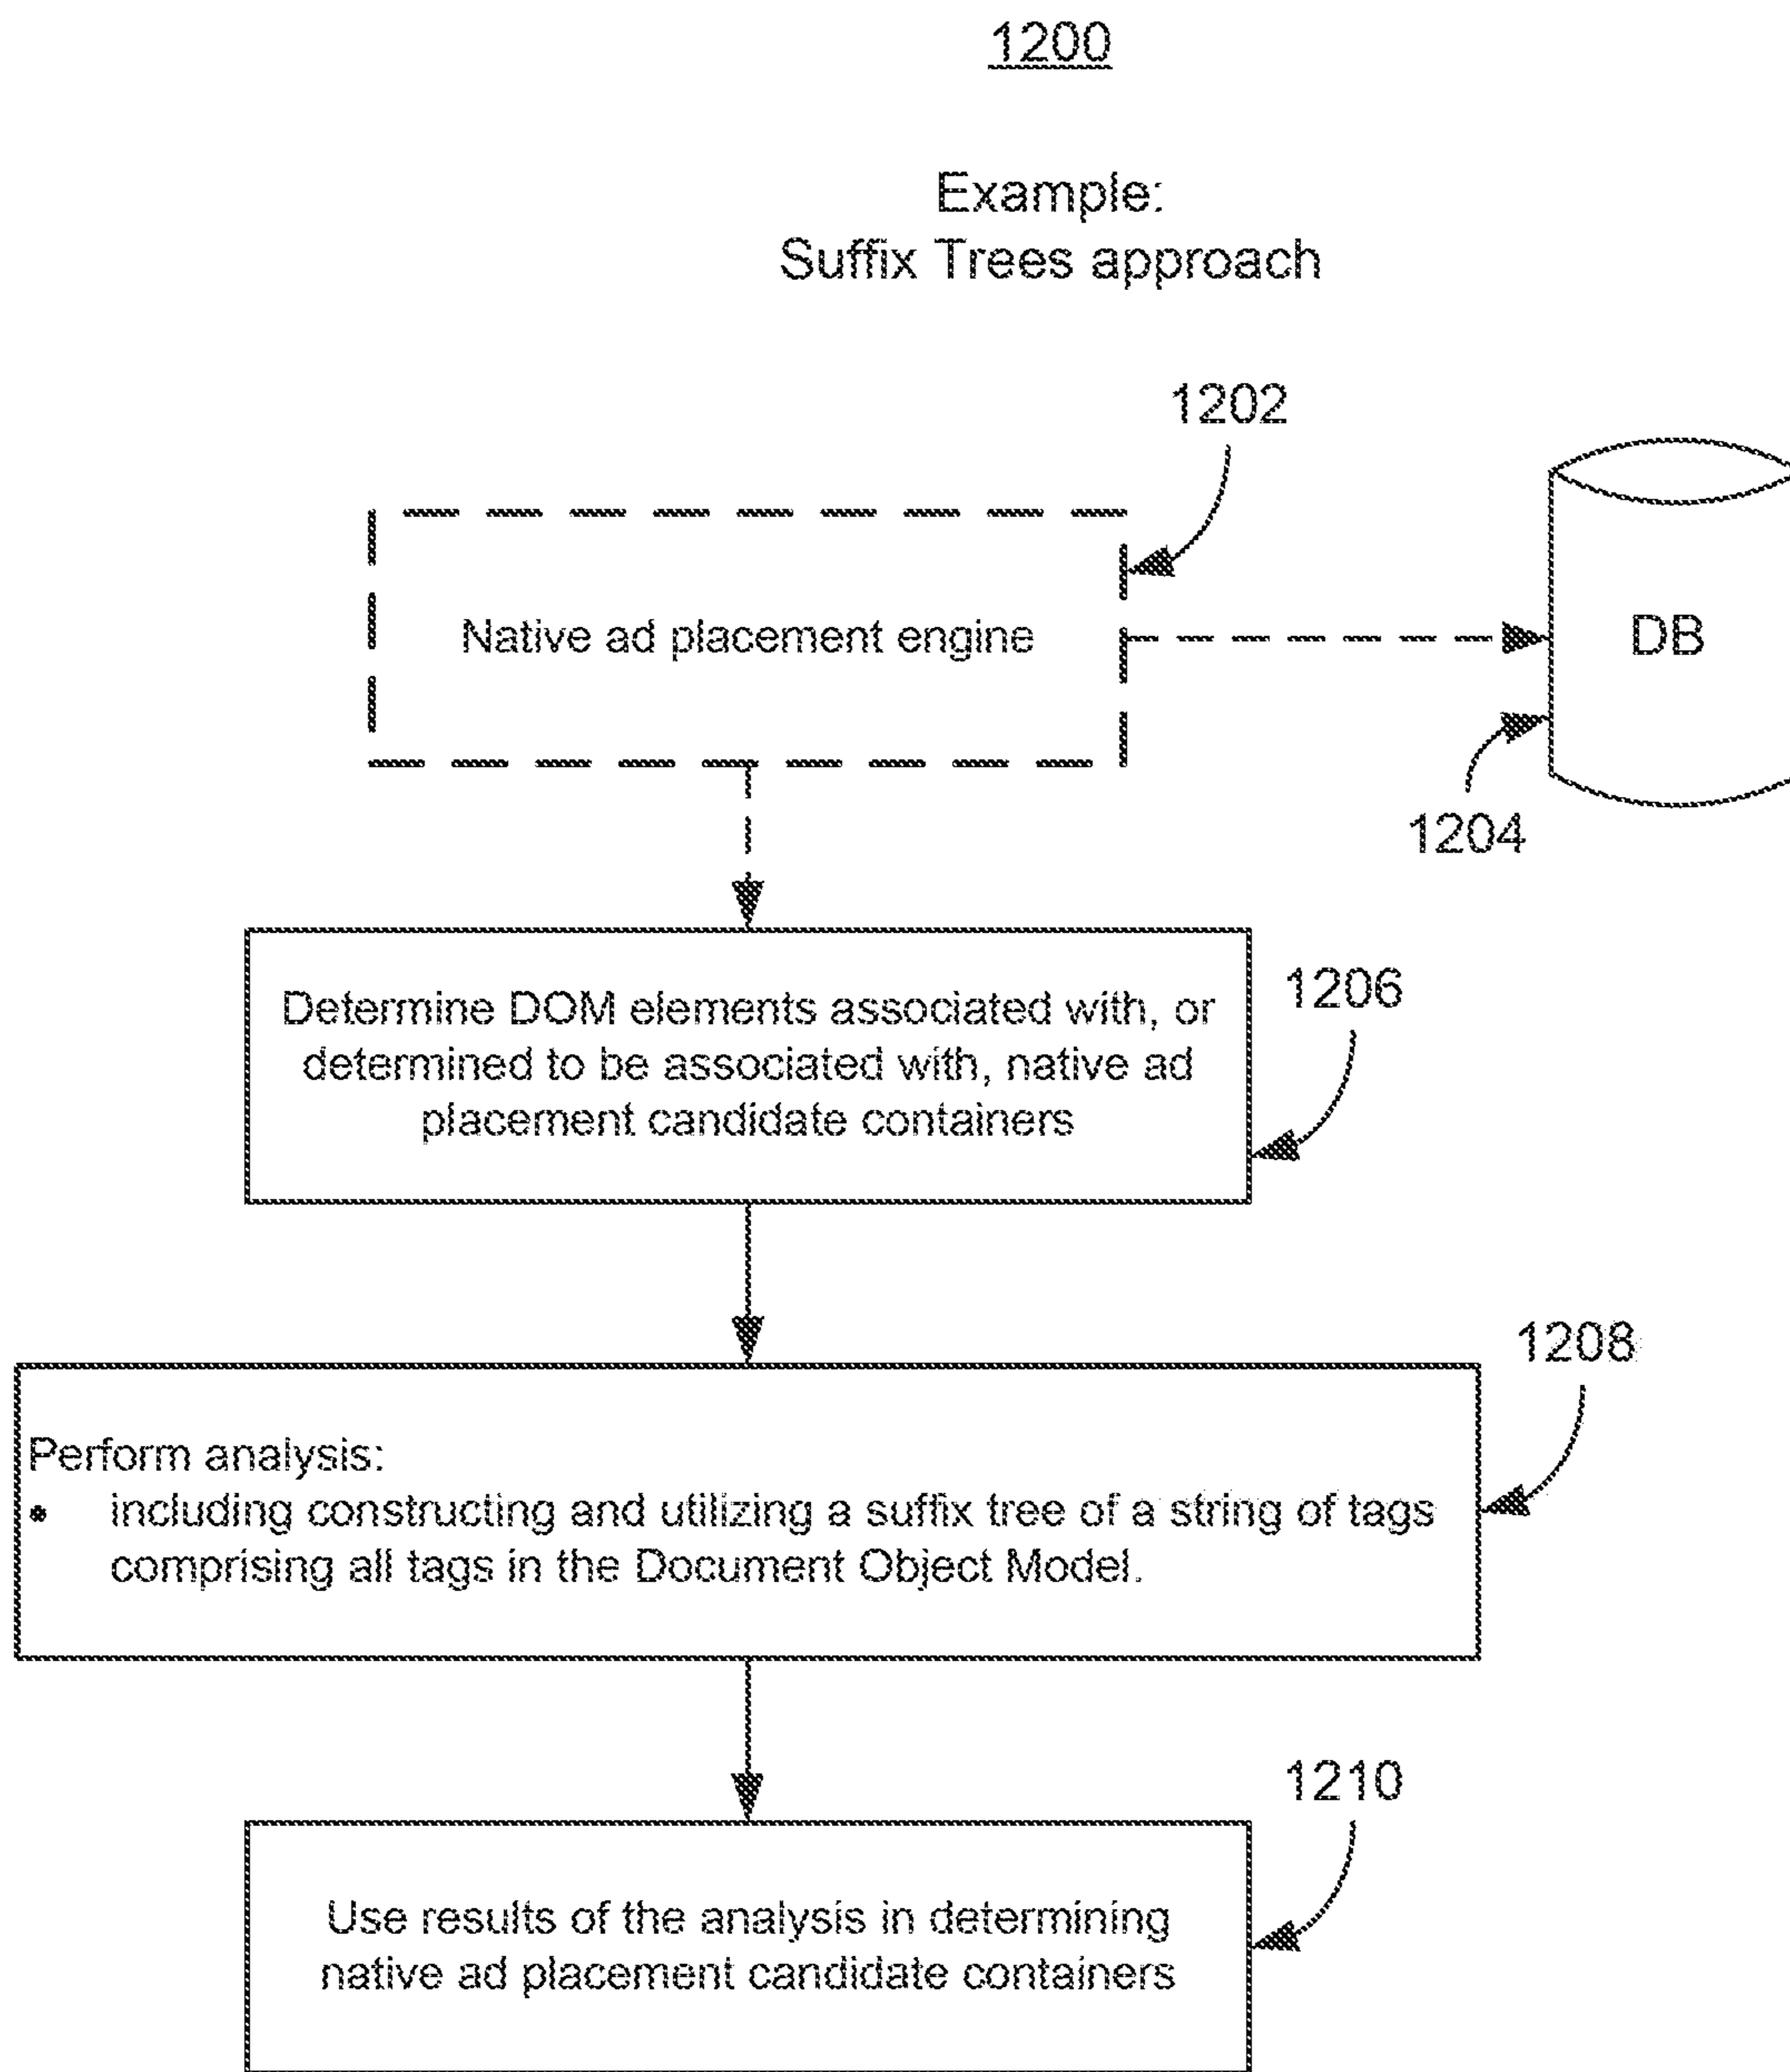 1200
Example:
Suffix Trees approach
1202
Native ad placement engine
DB
1204
Determine DOM elements associated with, or
determined to be associated with, native ad
placement candidate containers
1206
1208
Perform analysis:
• including constructing and utilizing a suffix tree of a string of tags
comprising all tags in the Document Object Model.
1210
Use results of the analysis in determining
native ad placement candidate containers